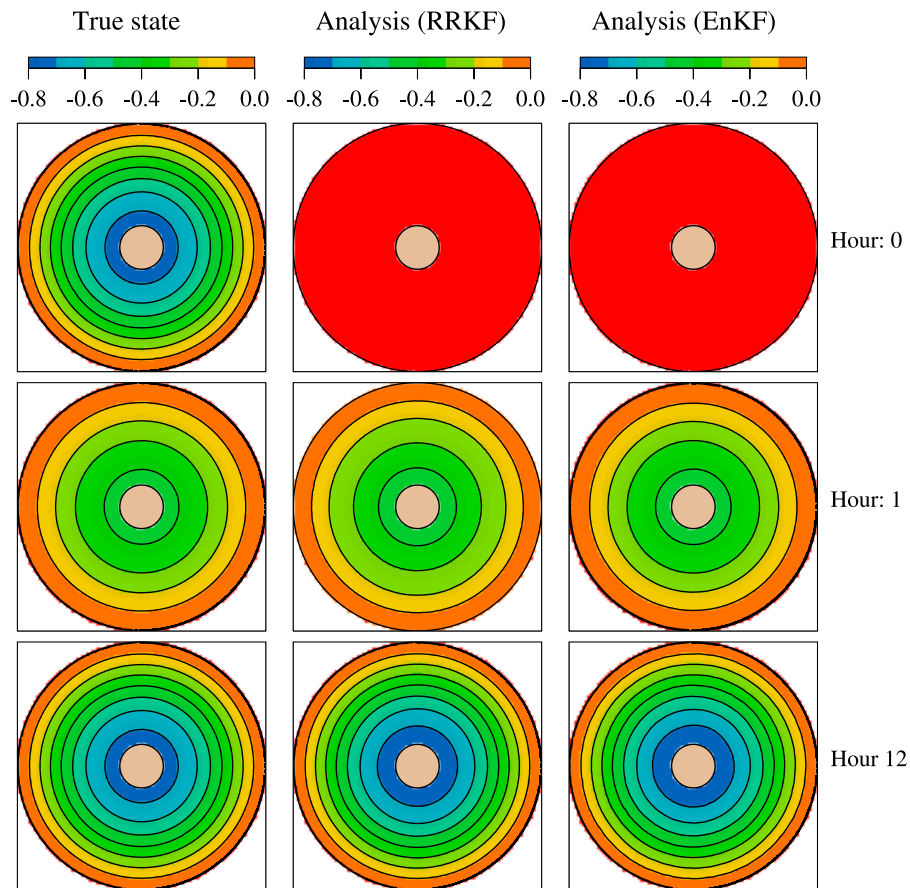 True state Analysis (RRKF) Analysis (EnKF)
-0.8 -0.6 -0.4 -0.2 0.0 -0.8 -0.6 -0.4 -0.2 0.0 -0.8 -0.6 -0.4 -0.2 0.0
Hour: 0
Hour: 1
Hour 12